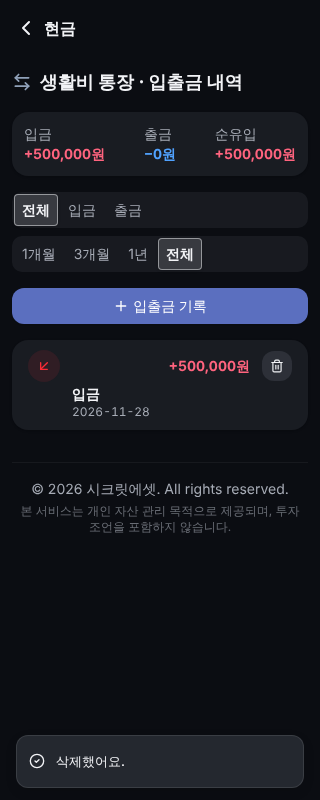 현금
생활비 통장 · 입출금 내역
입금 출금 순유입
+500,000원 −0원 +500,000원
전체 입금 출금
1개월 3개월 1년 전체
+ 입출금 기록
+500,000원
입금
2026-11-28
© 2026 시크릿에셋. All rights reserved.
본 서비스는 개인 자산 관리 목적으로 제공되며, 투자
조언을 포함하지 않습니다.
삭제했어요.